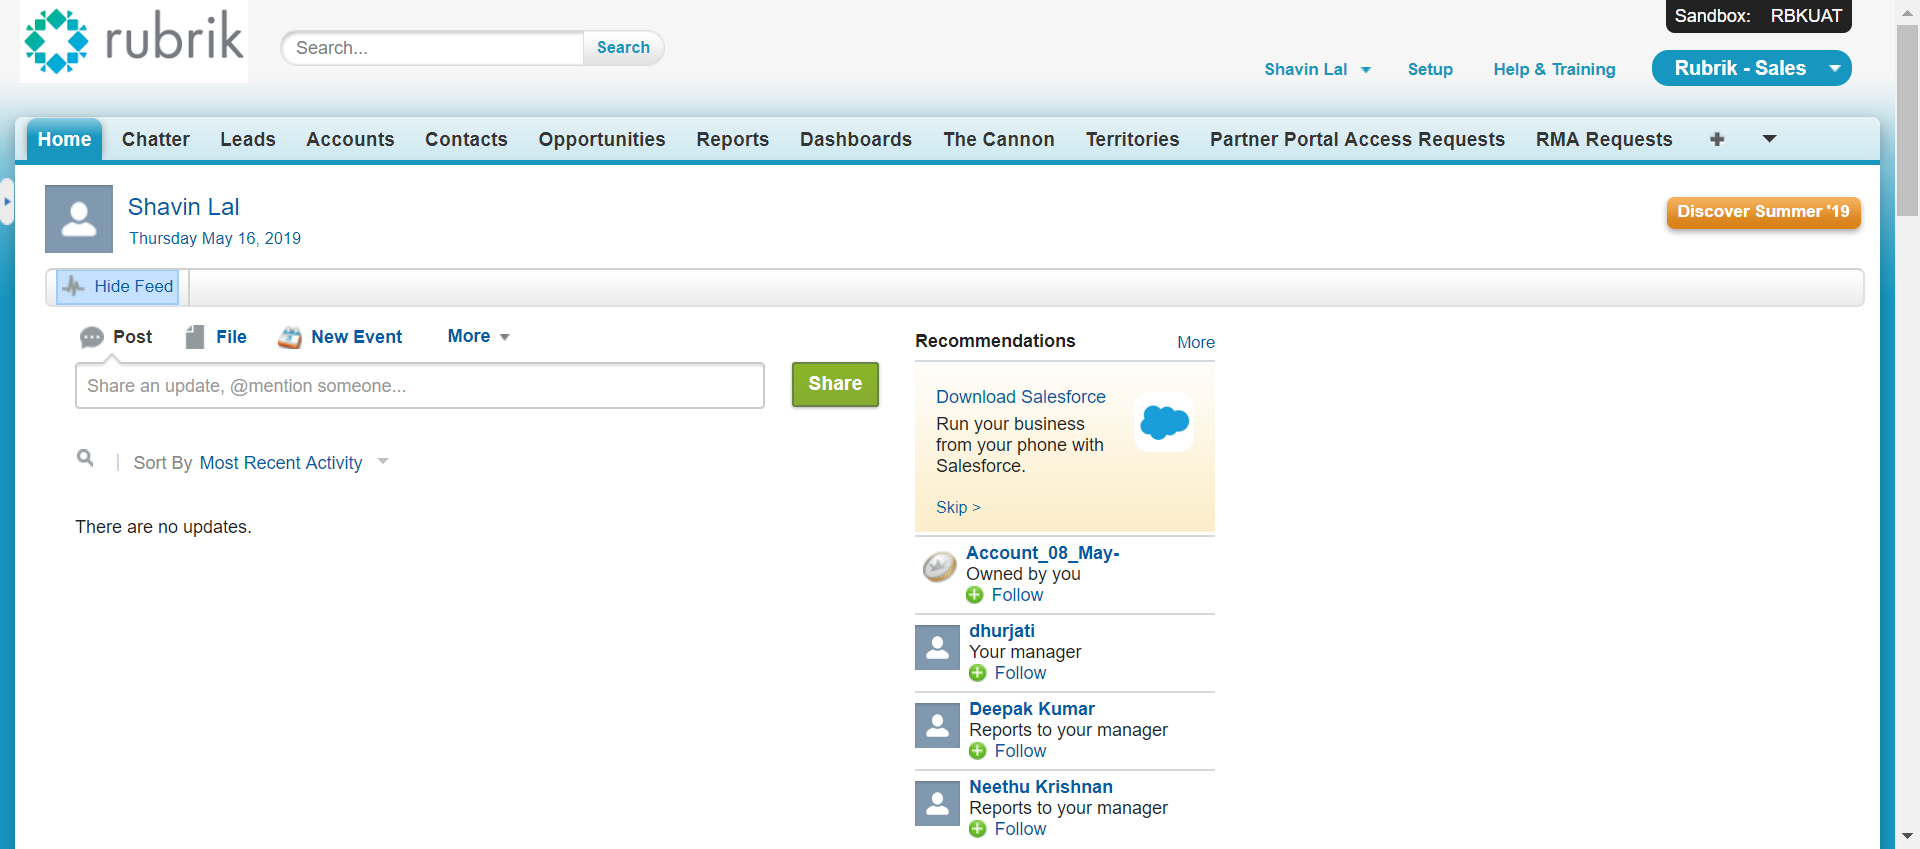 rubrik
Search...
Search
Sandbox: RBKUAT
Shavin Lal
Setup
Help & Training
Rubrik - Sales
Home
Chatter
Leads
Accounts
Contacts
Opportunities
Reports
Dashboards
The Cannon
Territories
Partner Portal Access Requests
RMA Requests
Shavin Lal
Thursday May 16, 2019
Discover Summer '19
Hide Feed
Post
File
New Event
More
Share an update, @mention someone...
Share
Sort By Most Recent Activity
There are no updates.
Recommendations
More
Download Salesforce
Run your business
from your phone with
Salesforce.
Skip >
Account_08_May-
Owned by you
Follow
dhurjati
Your manager
Follow
Deepak Kumar
Reports to your manager
Follow
Neethu Krishnan
Reports to your manager
Follow